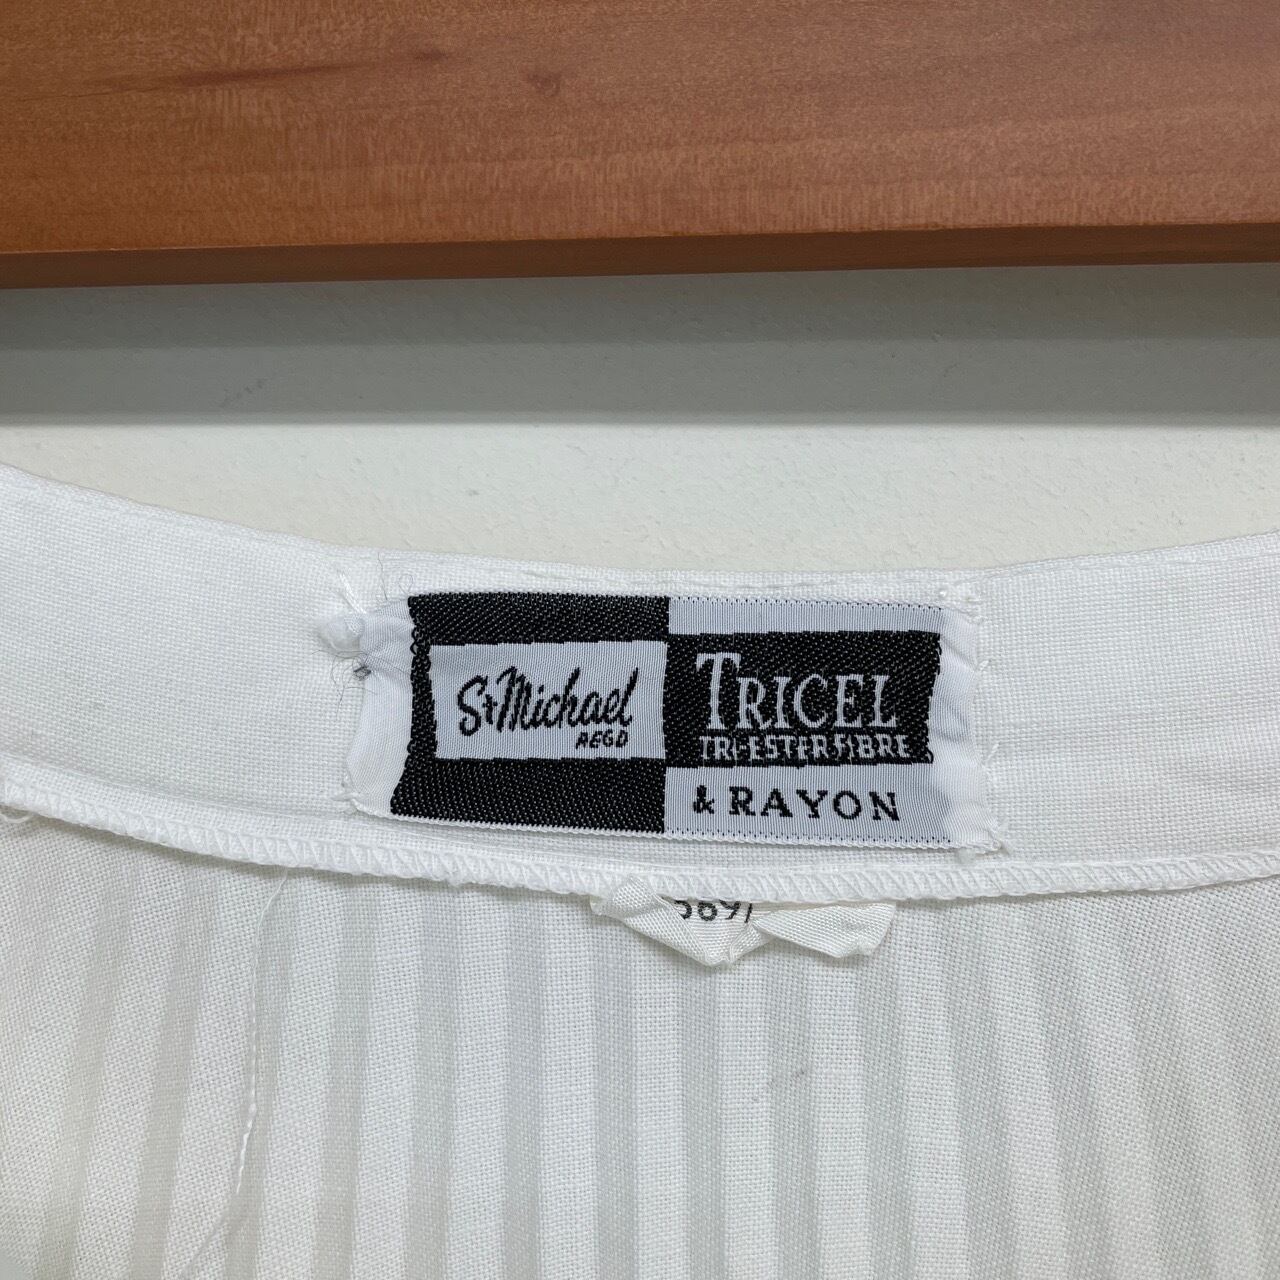 St Michael
REGD
TRICEL
TRI-ESTER FIBRE
& RAYON